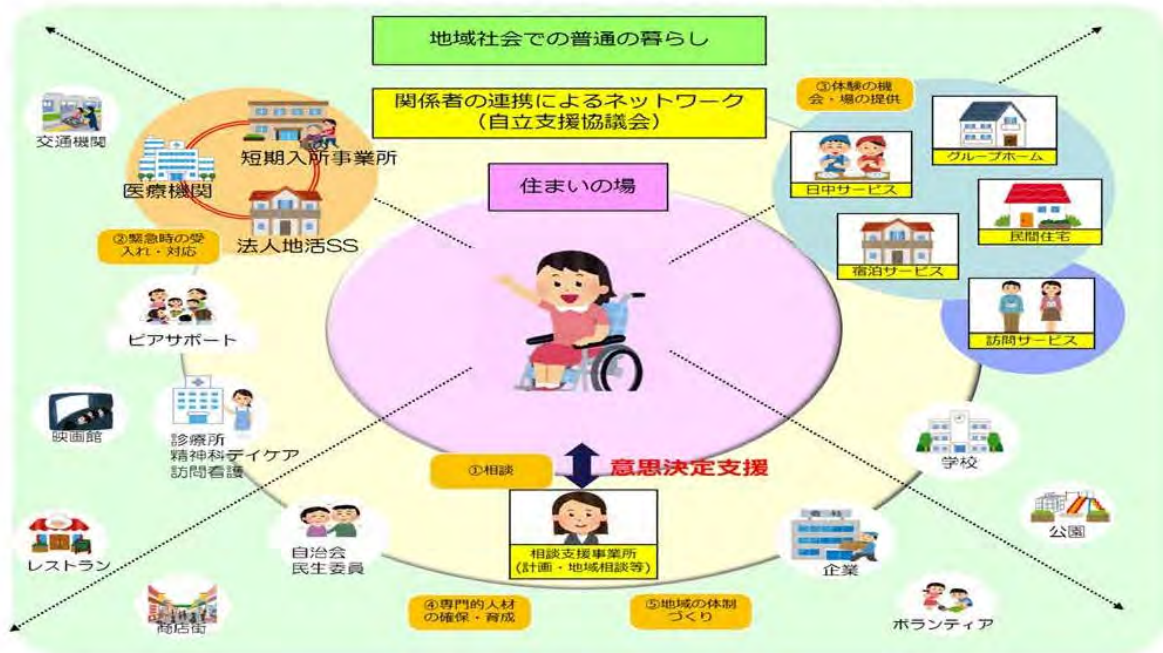 地域社会での普通の暮らし
関係者の連携によるネットワーク
（自立支援協議会）
住まいの場
交通機関
短期入所事業所
医療機関
法人地活SS
②緊急時の受
入れ・対応
③体験の機
会・場の提供
グループホーム
日中サービス
民間住宅
宿泊サービス
訪問サービス
ピアサポート
映画館
診療所
精神科デイケア
訪問看護
①相談
意思決定支援
学校
公園
レストラン
自治会
民生委員
相談支援事業所
(計画・地域相談等)
企業
商店街
④専門的人材
の確保・育成
⑤地域の体制
づくり
ボランティア